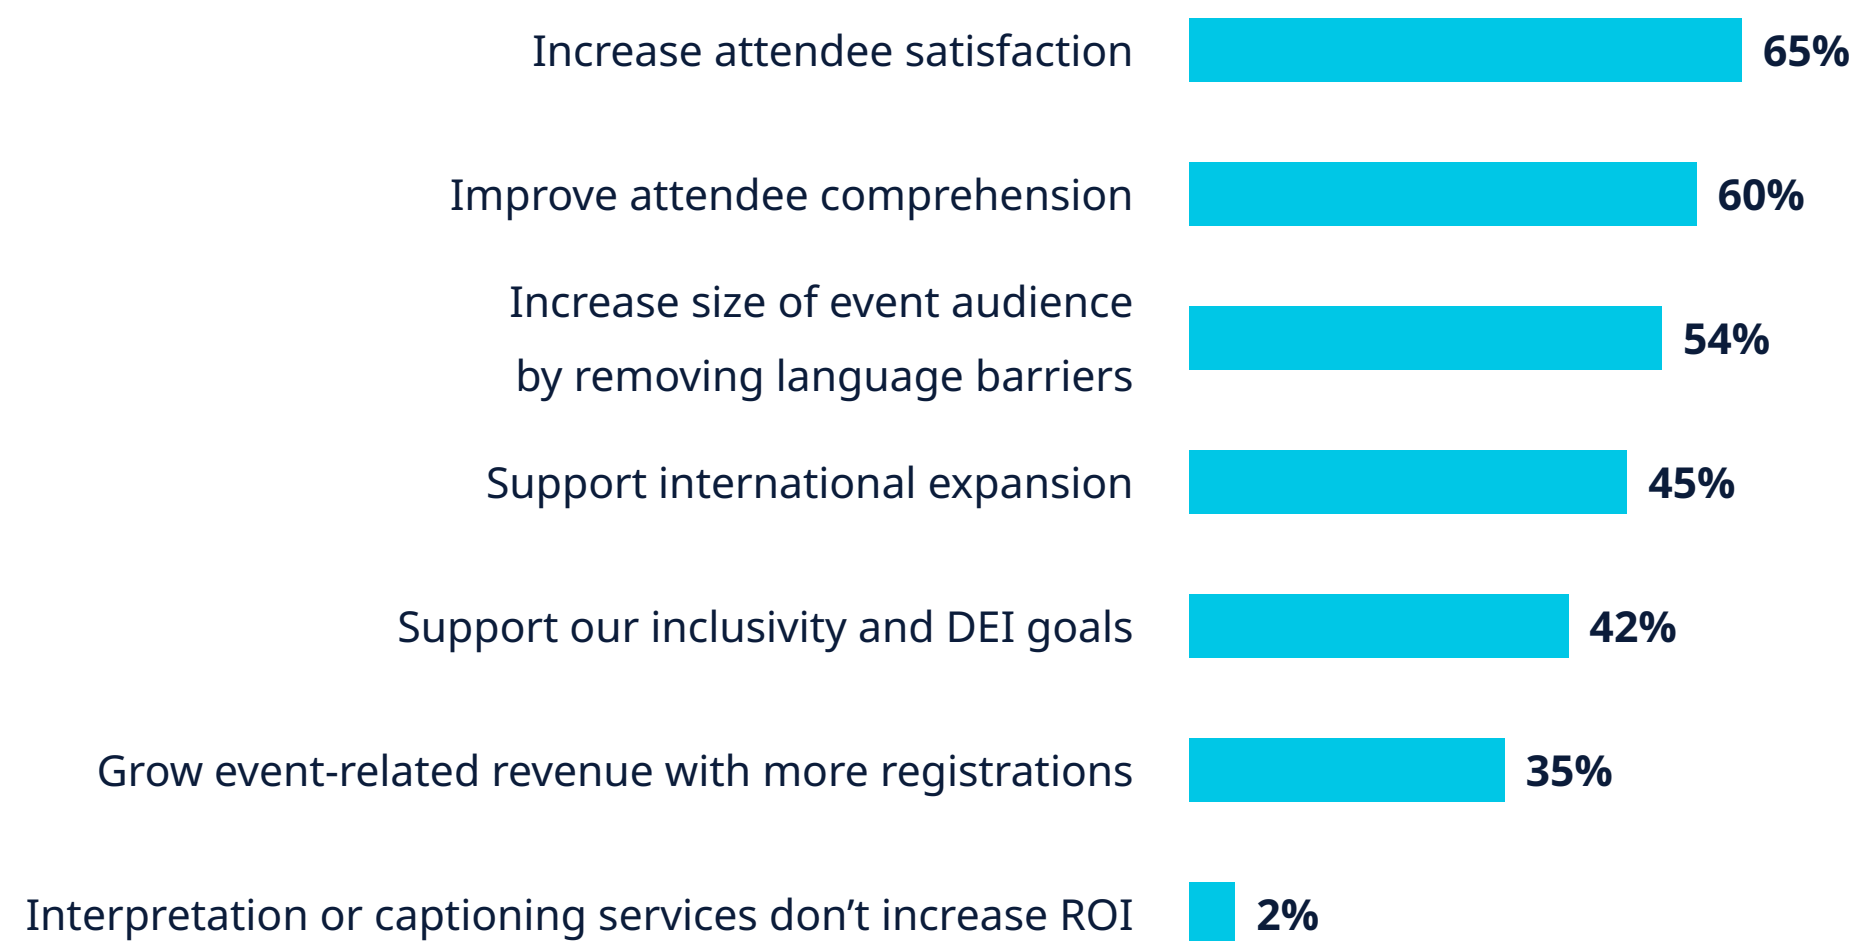 Increase attendee satisfaction 65%
Improve attendee comprehension 60%
Increase size of event audience
by removing language barriers 54%
Support international expansion 45%
Support our inclusivity and DEI goals 42%
Grow event-related revenue with more registrations 35%
Interpretation or captioning services don’t increase ROI 2%